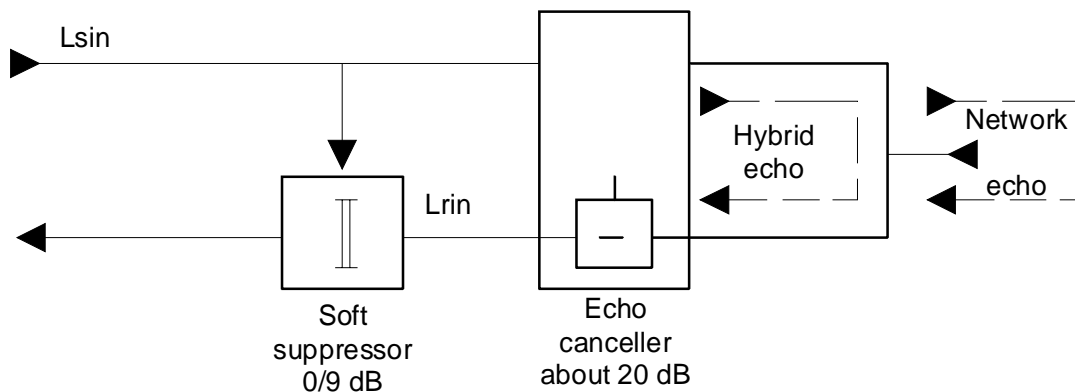 Lsin
Hybrid
echo
Network
echo
Lrin
Soft
suppressor
0/9 dB
Echo
canceller
about 20 dB